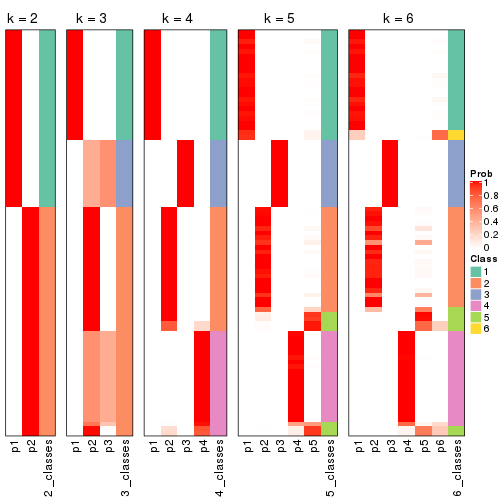 k = 2
k = 3
k = 4
k = 5
k = 6
p1
p2
2_classes
p1
p2
p3
3_classes
p1
p2
p3
p4
4_classes
p1
p2
p3
p4
p5
5_classes
p1
p2
p3
p4
p5
p6
6_classes
Prob
1
0.8
0.6
0.4
0.2
0
Class
1
2
3
4
5
6